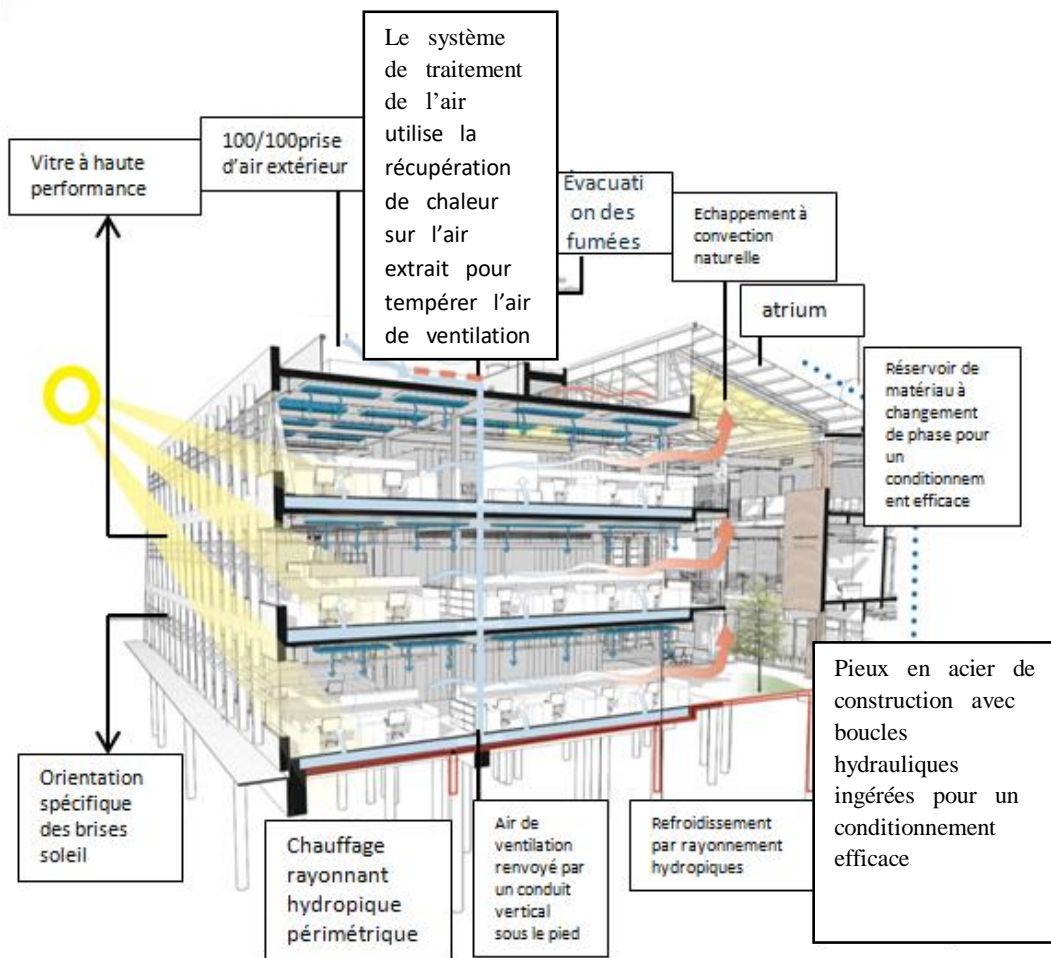 Le système
de traitement
de l'air
utilise la
récupération
de chaleur
sur l'air
extrait pour
tempérer l'air
de ventilation
100/100prise
d'air extérieur
Vitre à haute
performance
Évacuati
on des
fumées
Echappement à
convection
naturelle
atrium
Réservoir de
matériau à
changement
de phase pour
un
conditionnem
ent efficace
Pieux en acier de
construction avec
boucles
hydrauliques
ingérées pour un
conditionnement
efficace
Orientation
spécifique
des brises
soleil
Chauffage
rayonnant
hydropique
périmétrique
Air de
ventilation
renvoyé par
un conduit
vertical
sous le pied
Refroidissement
par rayonnement
hydropiques